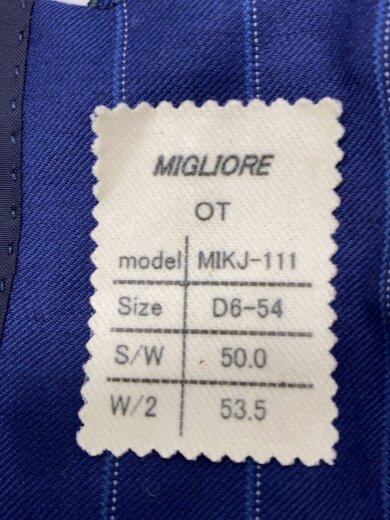 MIGLIORE
OT
model MIKJ-111
Size D6-54
S/W 50.0
W/2 53.5